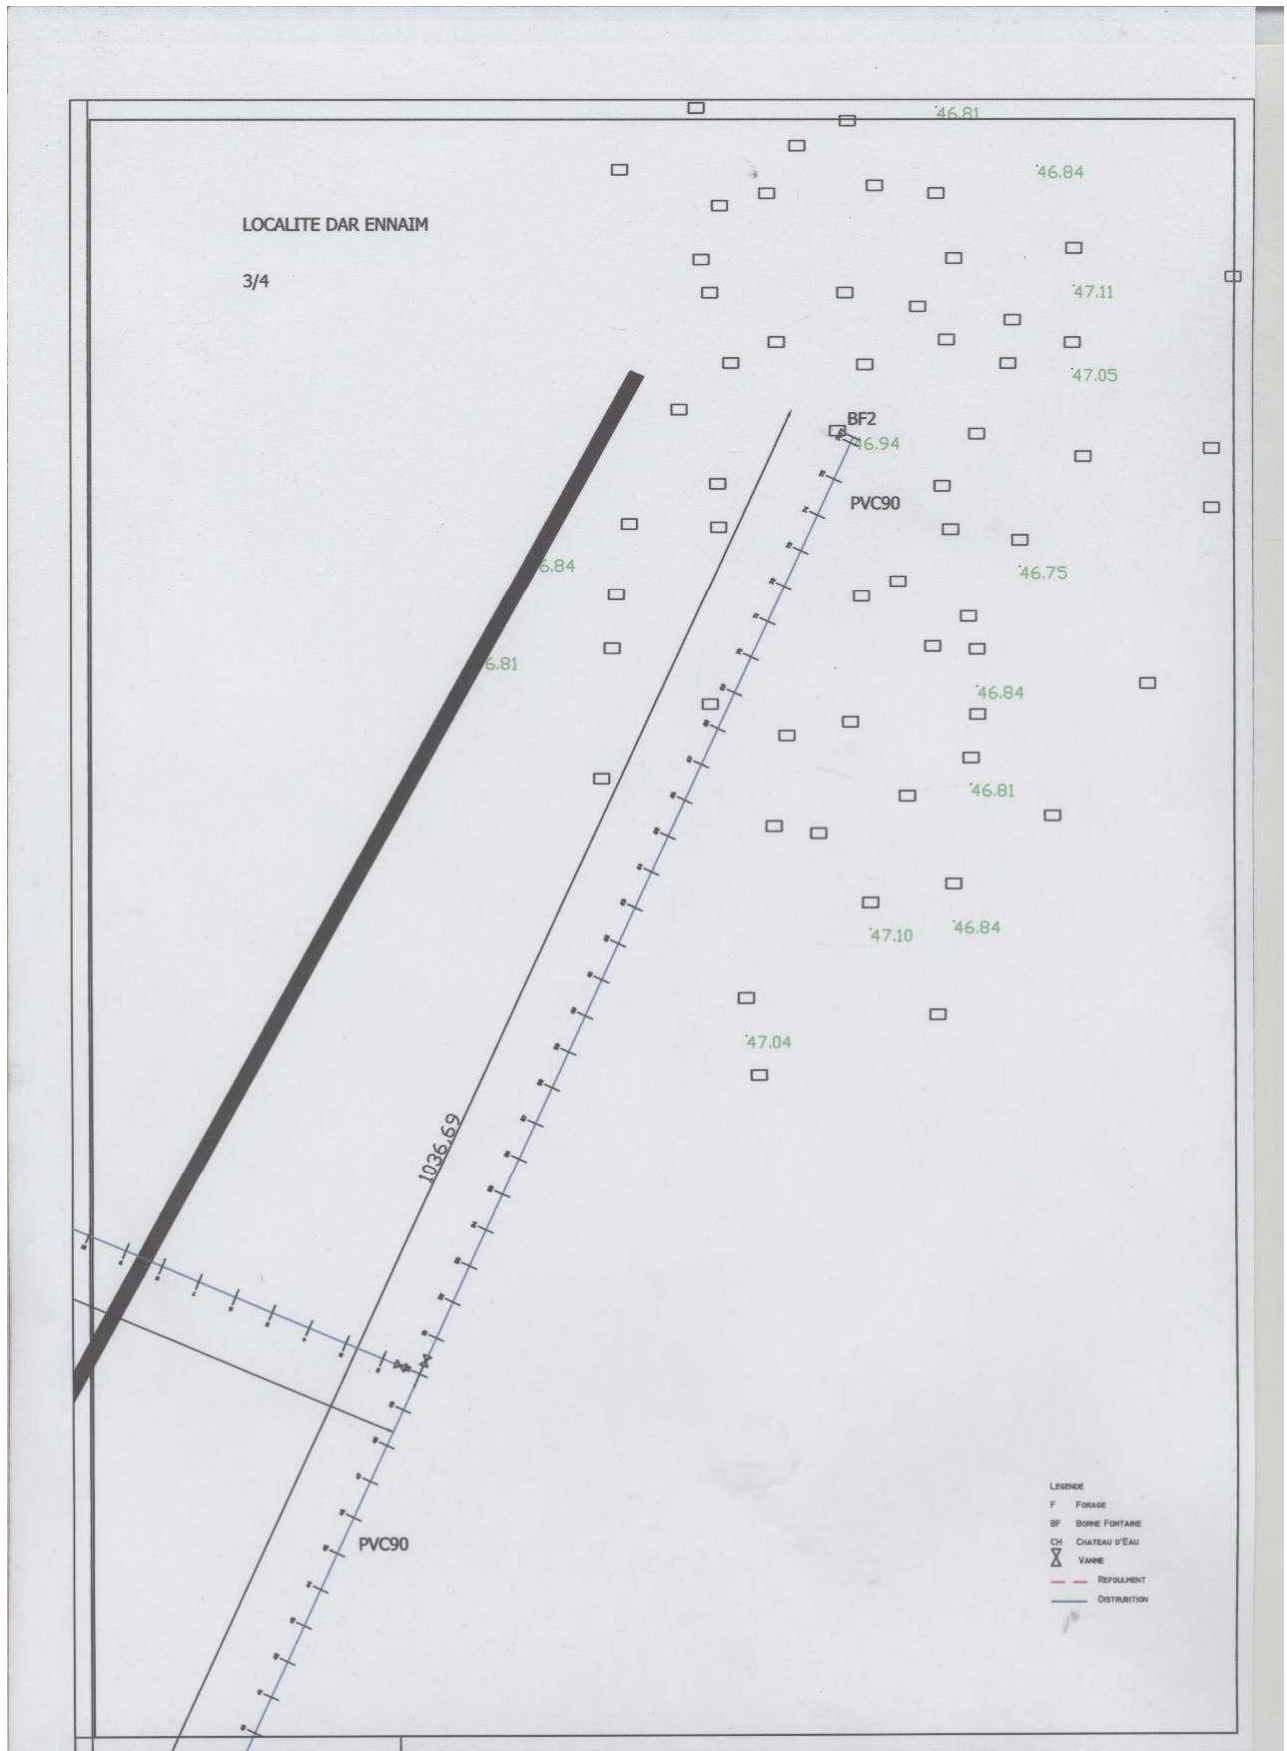 46.81
46.84
LOCALITE DAR ENNAIM
3/4
47.11
47.05
BF2
46.94
PVC90
6.84
46.75
6.81
46.84
46.81
46.84
47.10
47.04
1036.69
PVC90
LEGENDE
F FORAGE
BF BORNE FONTAINE
CH CHATEAU D'EAU
VANNE
REFOULMENT
DISTRUBITION